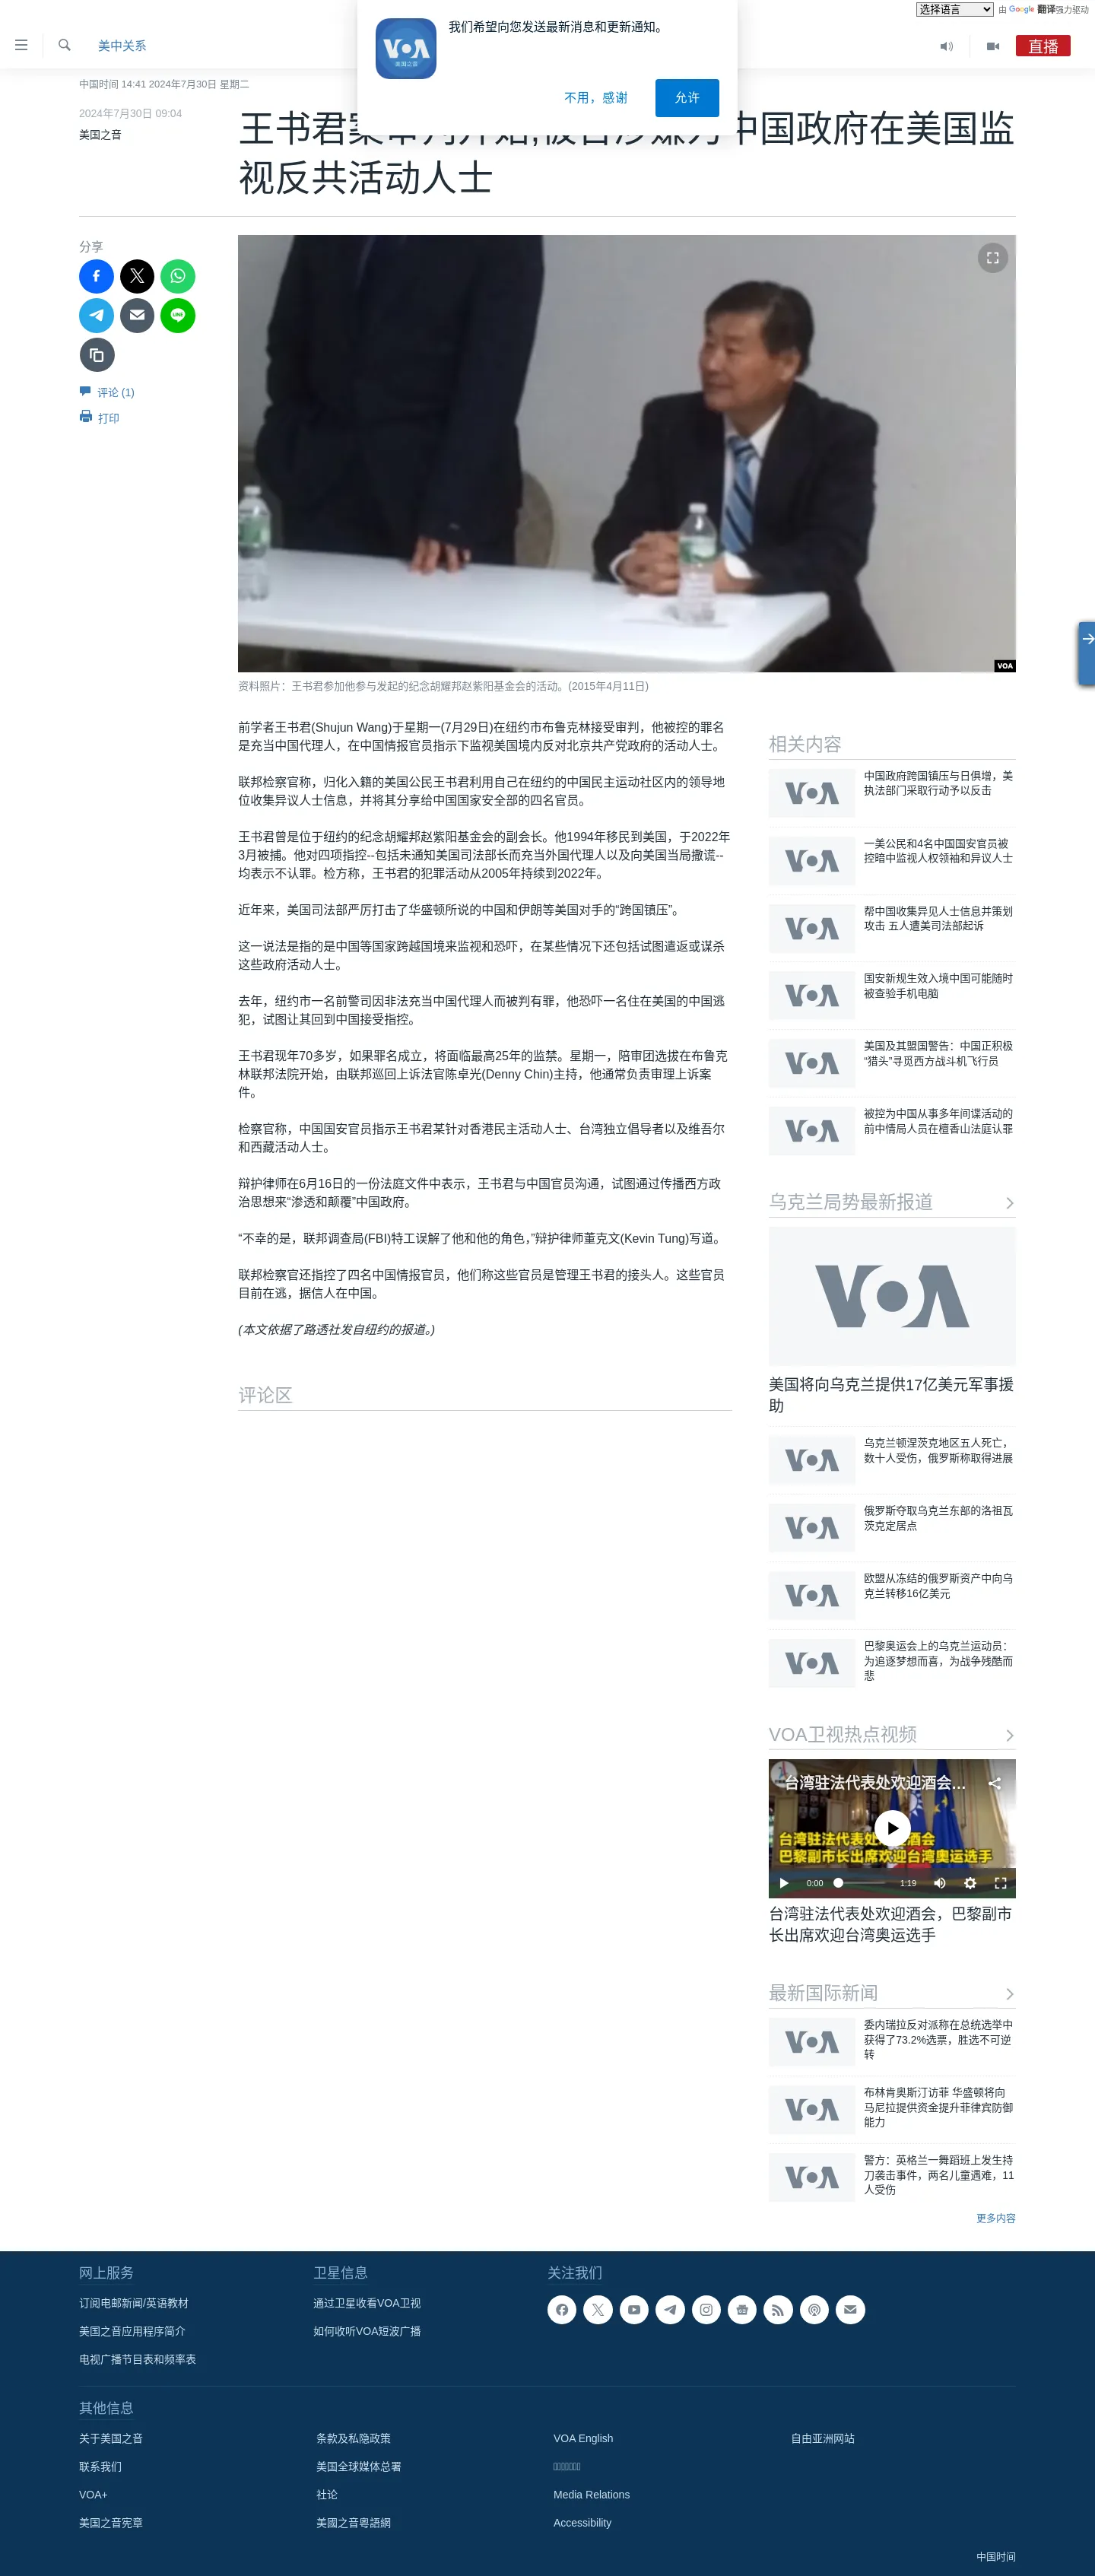 选择语言
由 Google 翻译强力驱动
美中关系
直播
VOA
美国之音
我们希望向您发送最新消息和更新通知。
不用，感谢
允许
中国时间 14:41 2024年7月30日 星期二
2024年7月30日 09:04
美国之音
王书君案
中国政府在美国监
视反共活动人士
分享
评论 (1)
打印
VOA
资料照片：王书君参加他参与发起的纪念胡耀邦赵紫阳基金会的活动。(2015年4月11日)
前学者王书君(Shujun Wang)于星期一(7月29日)在纽约市布鲁克林接受审判，他被控的罪名
是充当中国代理人，在中国情报官员指示下监视美国境内反对北京共产党政府的活动人士。
联邦检察官称，归化入籍的美国公民王书君利用自己在纽约的中国民主运动社区内的领导地
位收集异议人士信息，并将其分享给中国国家安全部的四名官员。
王书君曾是位于纽约的纪念胡耀邦赵紫阳基金会的副会长。他1994年移民到美国，于2022年
3月被捕。他对四项指控--包括未通知美国司法部长而充当外国代理人以及向美国当局撒谎--
均表示不认罪。检方称，王书君的犯罪活动从2005年持续到2022年。
近年来，美国司法部严厉打击了华盛顿所说的中国和伊朗等美国对手的“跨国镇压”。
这一说法是指的是中国等国家跨越国境来监视和恐吓，在某些情况下还包括试图遣返或谋杀
这些政府活动人士。
去年，纽约市一名前警司因非法充当中国代理人而被判有罪，他恐吓一名住在美国的中国逃
犯，试图让其回到中国接受指控。
王书君现年70多岁，如果罪名成立，将面临最高25年的监禁。星期一，陪审团选拔在布鲁克
林联邦法院开始，由联邦巡回上诉法官陈卓光(Denny Chin)主持，他通常负责审理上诉案
件。
检察官称，中国国安官员指示王书君某针对香港民主活动人士、台湾独立倡导者以及维吾尔
和西藏活动人士。
辩护律师在6月16日的一份法庭文件中表示，王书君与中国官员沟通，试图通过传播西方政
治思想来“渗透和颠覆”中国政府。
“不幸的是，联邦调查局(FBI)特工误解了他和他的角色，”辩护律师董克文(Kevin Tung)写道。
联邦检察官还指控了四名中国情报官员，他们称这些官员是管理王书君的接头人。这些官员
目前在逃，据信人在中国。
(本文依据了路透社发自纽约的报道。)
评论区
相关内容
VOA
中国政府跨国镇压与日俱增，美
执法部门采取行动予以反击
VOA
一美公民和4名中国国安官员被
控暗中监视人权领袖和异议人士
VOA
帮中国收集异见人士信息并策划
攻击 五人遭美司法部起诉
VOA
国安新规生效入境中国可能随时
被查验手机电脑
VOA
美国及其盟国警告：中国正积极
“猎头”寻觅西方战斗机飞行员
VOA
被控为中国从事多年间谍活动的
前中情局人员在檀香山法庭认罪
乌克兰局势最新报道
VOA
美国将向乌克兰提供17亿美元军事援
助
VOA
乌克兰顿涅茨克地区五人死亡，
数十人受伤，俄罗斯称取得进展
VOA
俄罗斯夺取乌克兰东部的洛祖瓦
茨克定居点
VOA
欧盟从冻结的俄罗斯资产中向乌
克兰转移16亿美元
VOA
巴黎奥运会上的乌克兰运动员：
为追逐梦想而喜，为战争残酷而
悲
VOA卫视热点视频
台湾驻法代表处欢迎酒会...
台湾驻法代表处欢迎酒会
巴黎副市长出席欢迎台湾奥运选手
0:00
1:19
台湾驻法代表处欢迎酒会，巴黎副市
长出席欢迎台湾奥运选手
最新国际新闻
VOA
委内瑞拉反对派称在总统选举中
获得了73.2%选票，胜选不可逆
转
VOA
布林肯奥斯汀访菲 华盛顿将向
马尼拉提供资金提升菲律宾防御
能力
VOA
警方：英格兰一舞蹈班上发生持
刀袭击事件，两名儿童遇难，11
人受伤
更多内容
网上服务
订阅电邮新闻/英语教材
美国之音应用程序简介
电视广播节目表和频率表
卫星信息
通过卫星收看VOA卫视
如何收听VOA短波广播
关注我们
其他信息
关于美国之音
条款及私隐政策
VOA English
自由亚洲网站
联系我们
美国全球媒体总署
VOA+
社论
Media Relations
美国之音宪章
美國之音粵語網
Accessibility
中国时间